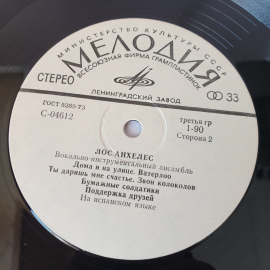 МИНИСТЕРСТВО КУЛЬТУРЫ СССР
МЕЛОДИЯ
ВСЕСОЮЗНАЯ ФИРМА ГРАМПЛАСТИНОК
СТЕРЕО
33
ЛЕНИНГРАДСКИЙ ЗАВОД
ГОСТ 5289-73
С-04612
третья гр
1-90
Сторона 2
ЛОС АНХЕЛЕС
Вокально-инструментальный ансамбль
Дома и на улице. Ватерлоо
Ты даришь мне счастье. Звон колоколов
Бумажные солдатики
Поддержка друзей
На испанском языке